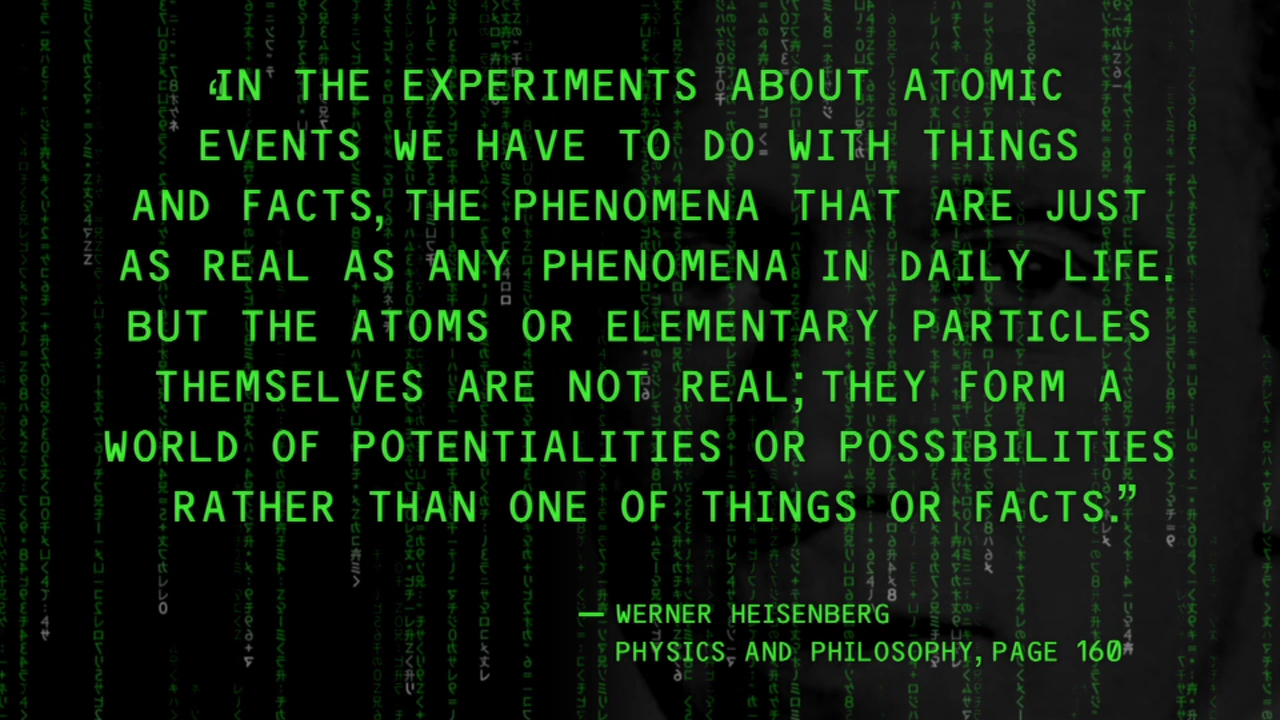 “IN THE EXPERIMENTS ABOUT ATOMIC
EVENTS WE HAVE TO DO WITH THINGS
AND FACTS, THE PHENOMENA THAT ARE JUST
AS REAL AS ANY PHENOMENA IN DAILY LIFE.
BUT THE ATOMS OR ELEMENTARY PARTICLES
THEMSELVES ARE NOT REAL; THEY FORM A
WORLD OF POTENTIALITIES OR POSSIBILITIES
RATHER THAN ONE OF THINGS OR FACTS.”
— WERNER HEISENBERG
PHYSICS AND PHILOSOPHY, PAGE 160